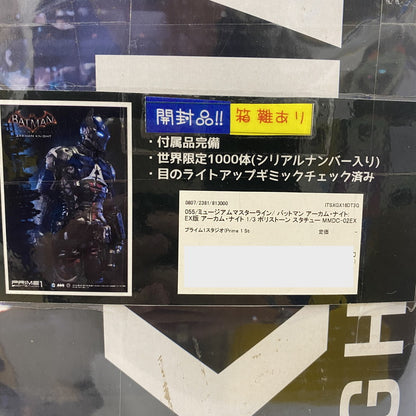 開封品!! 箱難あり
・付属品完備
・世界限定1000体(シリアルナンバー入り)
・目のライトアップギミックチェック済み
BATMAN
ARKHAM KNIGHT
0807/2381/813000 IT6XGX18DT3G
055/ミュージアムマスターライン/ バットマン アーカム・ナイト
EX版 アーカム・ナイト 1/3 ポリストーン スタチュー MMDC-02EX
プライム1スタジオ(Prime 1 St 定価 -
PRIME 1
GH